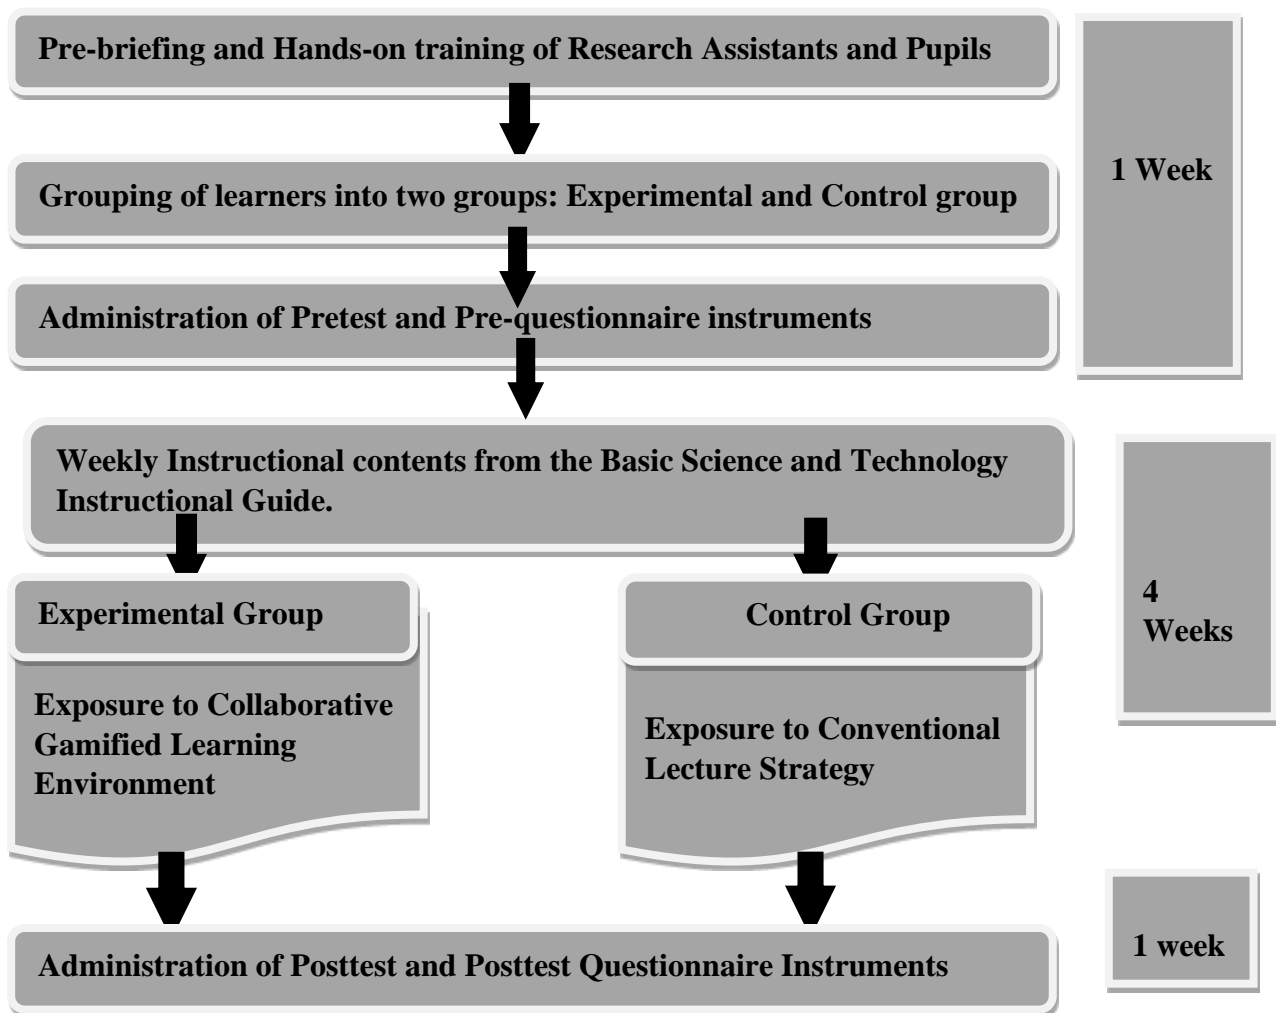 Pre-briefing and Hands-on training of Research Assistants and Pupils
1 Week
Grouping of learners into two groups: Experimental and Control group
Administration of Pretest and Pre-questionnaire instruments
Weekly Instructional contents from the Basic Science and Technology
Instructional Guide.
4
Weeks
Experimental Group
Exposure to Collaborative
Gamified Learning
Environment
Control Group
Exposure to Conventional
Lecture Strategy
Administration of Posttest and Posttest Questionnaire Instruments
1 week